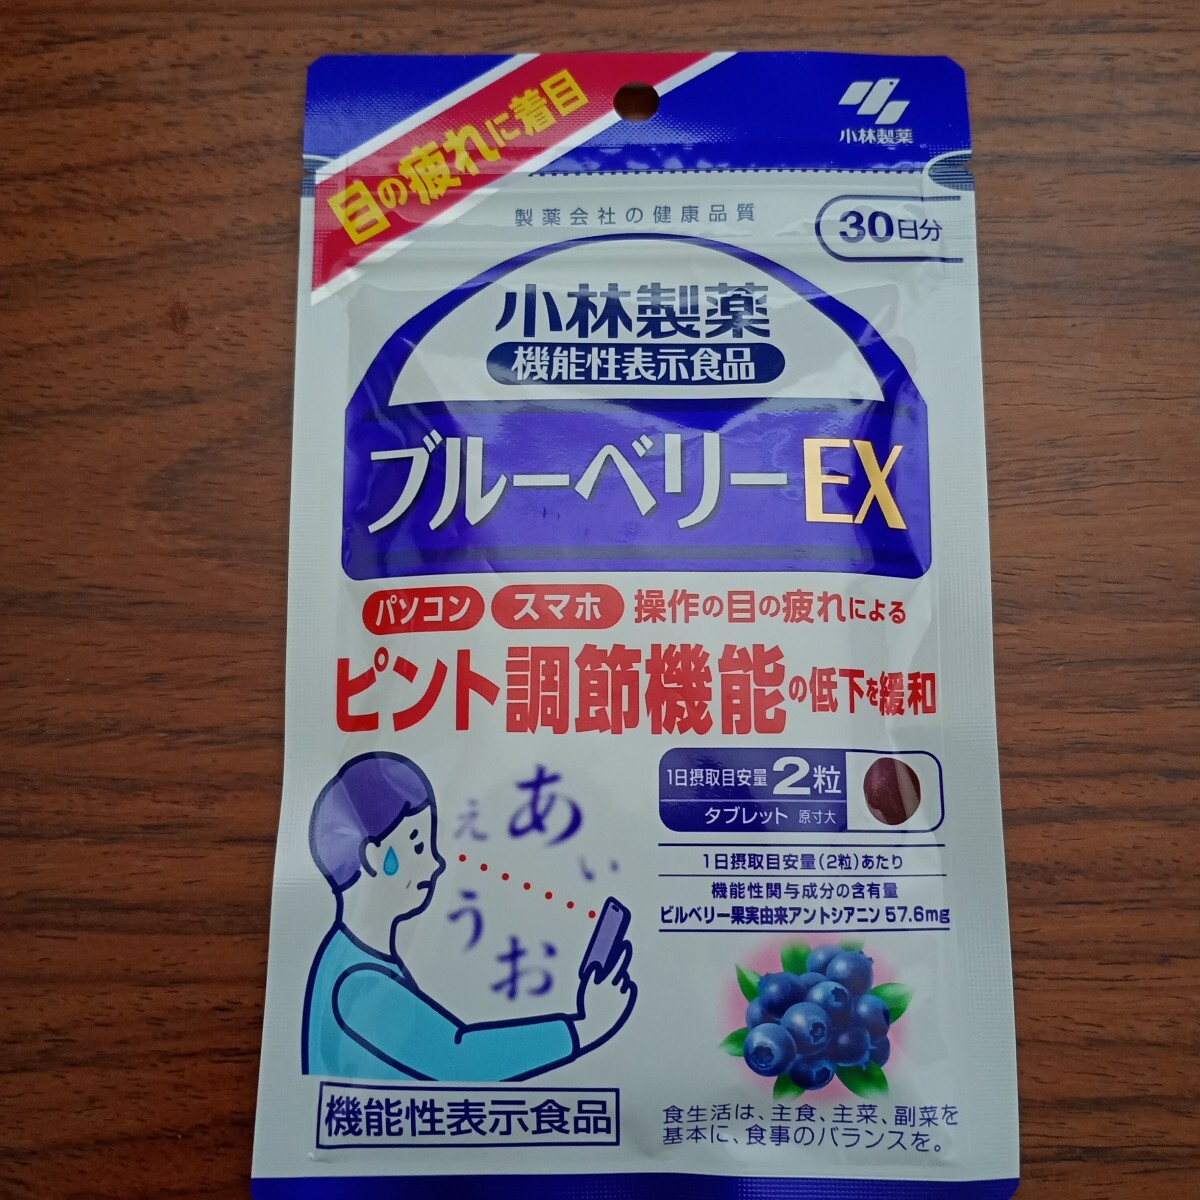 目の疲れに着目
小林製薬
製薬会社の健康品質
30日分
小林製薬
機能性表示食品
ブルーベリーEX
パソコン スマホ 操作の目の疲れによる
ピント調節機能の低下を緩和
1日摂取目安量 2粒
タブレット 原寸大
1日摂取目安量(2粒)あたり
機能性関与成分の含有量
ビルベリー果実由来アントシアニン 57.6mg
あ
ぃ
う
ぇ
お
機能性表示食品
食生活は、主食、主菜、副菜を
基本に、食事のバランスを。